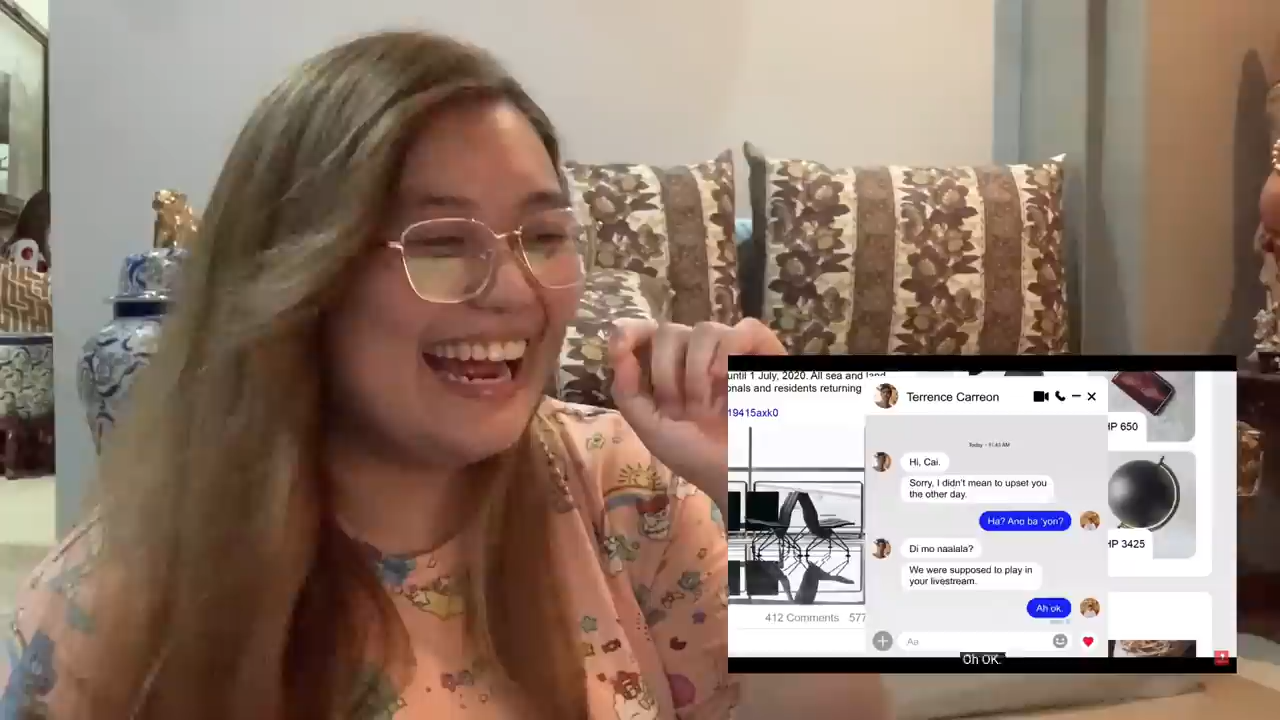 until 1 July, 2020. All sea and land
onals and residents returning
19415axk0
412 Comments 577
Terrence Carreon
Today - 11:43 AM
Hi, Cai.
Sorry, I didn't mean to upset you
the other day.
Ha? Ano ba 'yon?
Di mo naalala?
We were supposed to play in
your livestream.
Ah ok.
Aa
HP 650
HP 3425
Oh OK.